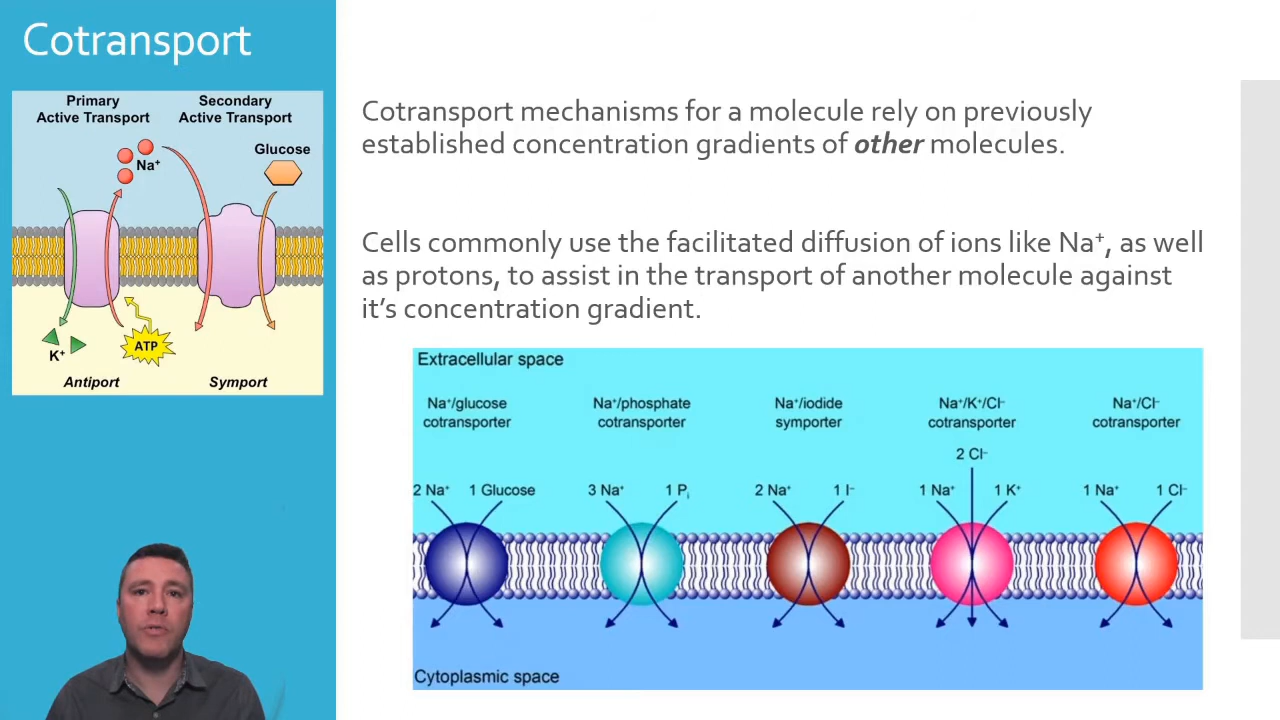 Cotransport
Primary
Active Transport
Secondary
Active Transport
Na⁺
Glucose
K⁺
ATP
Antiport
Symport
Cotransport mechanisms for a molecule rely on previously
established concentration gradients of other molecules.
Cells commonly use the facilitated diffusion of ions like Na⁺, as well
as protons, to assist in the transport of another molecule against
it's concentration gradient.
Extracellular space
Na⁺/glucose
cotransporter
Na⁺/phosphate
cotransporter
Na⁺/iodide
symporter
Na⁺/K⁺/Cl⁻
cotransporter
Na⁺/Cl⁻
cotransporter
2 Cl⁻
2 Na⁺ 1 Glucose
3 Na⁺ 1 Pᵢ
2 Na⁺ 1 I⁻
1 Na⁺ 1 K⁺
1 Na⁺ 1 Cl⁻
Cytoplasmic space